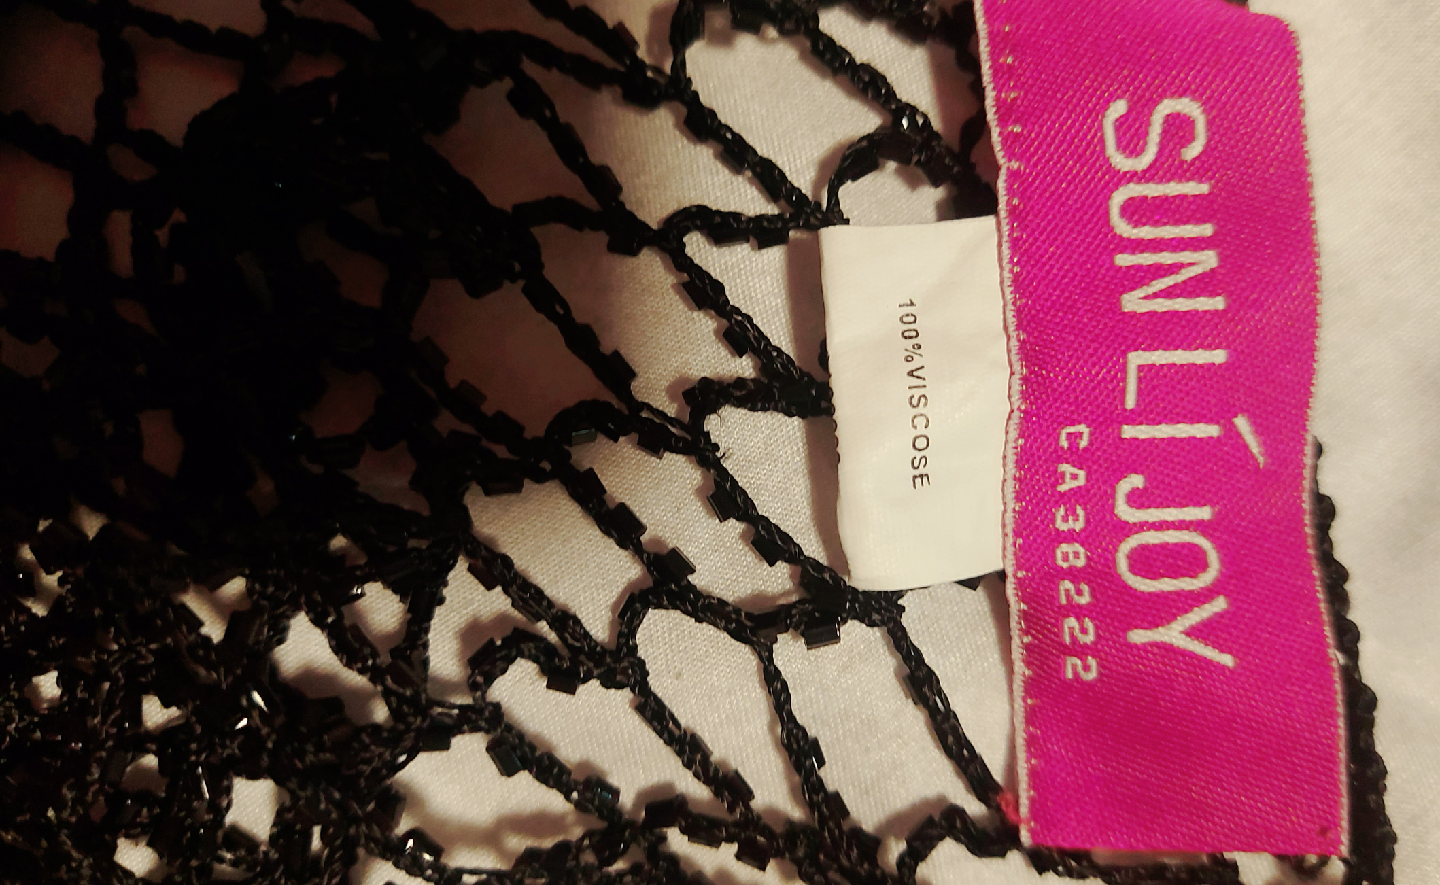 SUN LÍ JOY
CA38222
100%VISCOSE